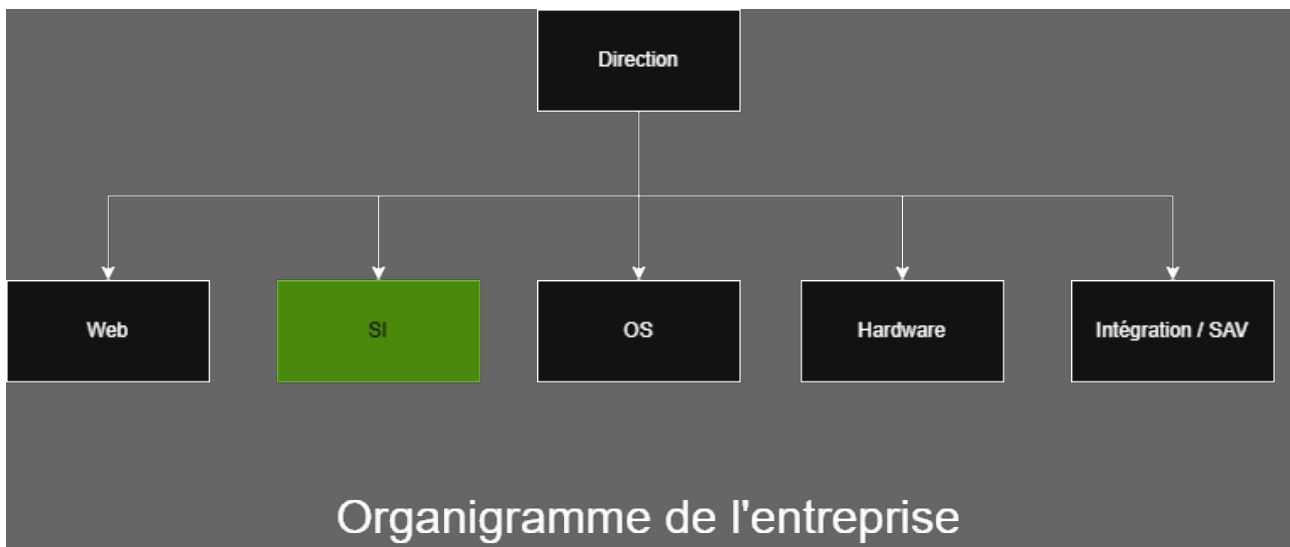 Direction
Web
SI
OS
Hardware
Intégration / SAV
Organigramme de l'entreprise